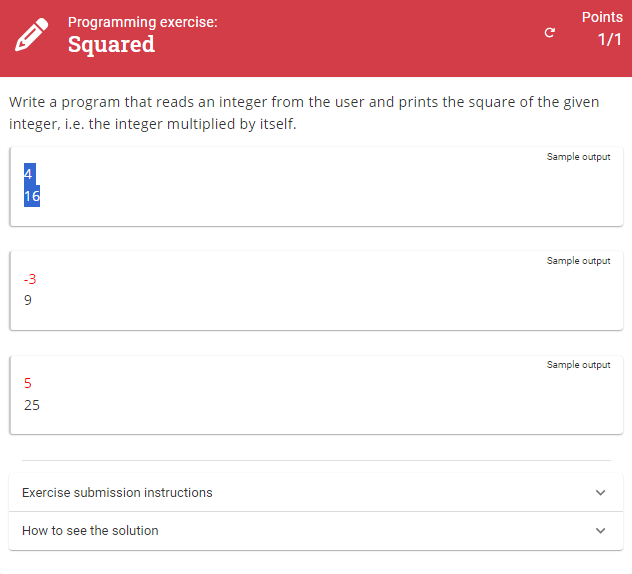 Programming exercise:
Points
Squared
1/1
Write a program that reads an integer from the user and prints the square of the given
integer, i.e. the integer multiplied by itself.
Sample output
4
16
Sample output
-3
9
Sample output
5
25
Exercise submission instructions
How to see the solution